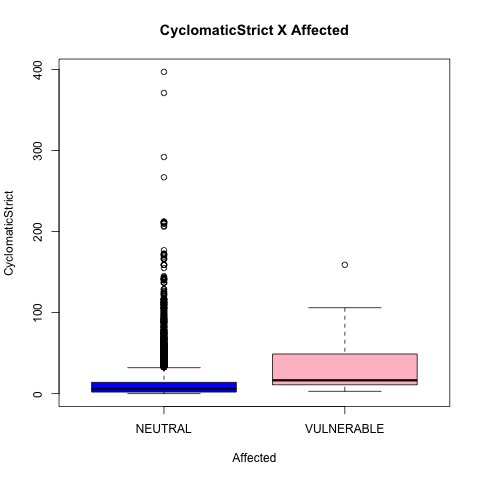 CyclomaticStrict X Affected
CyclomaticStrict
400
300
200
100
0
NEUTRAL VULNERABLE
Affected